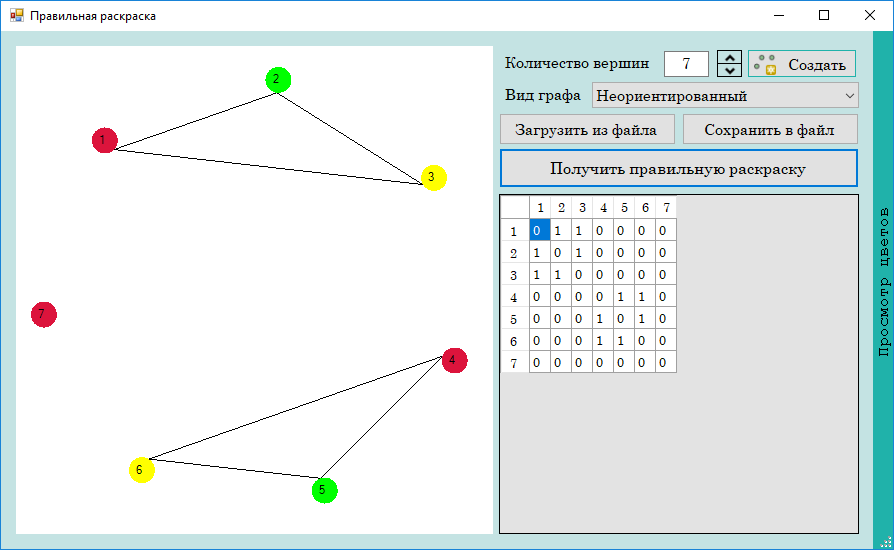 Правильная раскраска
Количество вершин 7 Создать
Вид графа Неориентированный
Загрузить из файла Сохранить в файл
Получить правильную раскраску
1 2 3 4 5 6 7
1 0 1 1 0 0 0 0
2 1 0 1 0 0 0 0
3 1 1 0 0 0 0 0
4 0 0 0 0 1 1 0
5 0 0 0 1 0 1 0
6 0 0 0 1 1 0 0
7 0 0 0 0 0 0 0
2
1
3
7
4
6
5
Просмотр цветов